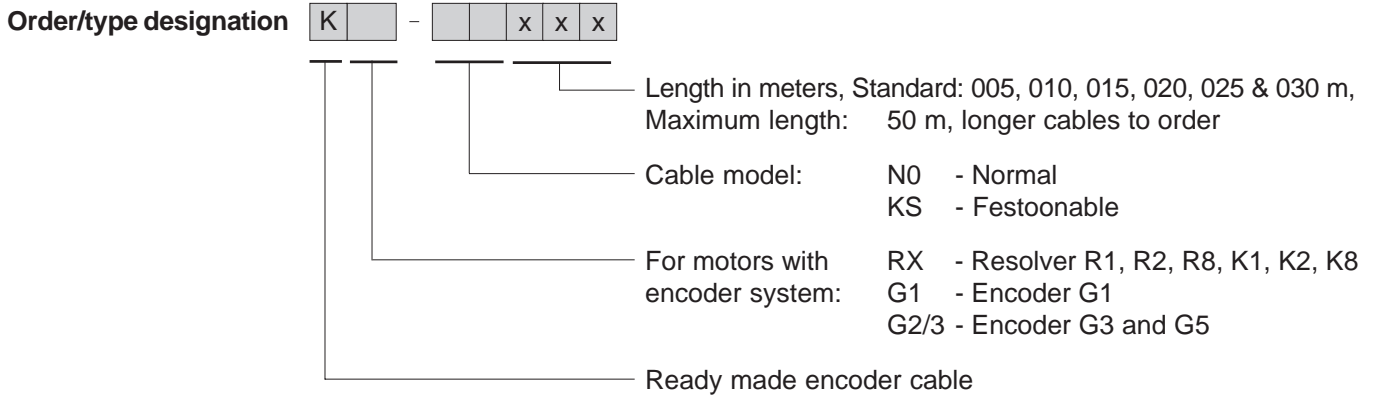 Order/type designation K - x x x
Length in meters, Standard: 005, 010, 015, 020, 025 & 030 m,
Maximum length: 50 m, longer cables to order
Cable model: N0 - Normal
KS - Festoonable
For motors with RX - Resolver R1, R2, R8, K1, K2, K8
encoder system: G1 - Encoder G1
G2/3 - Encoder G3 and G5
Ready made encoder cable